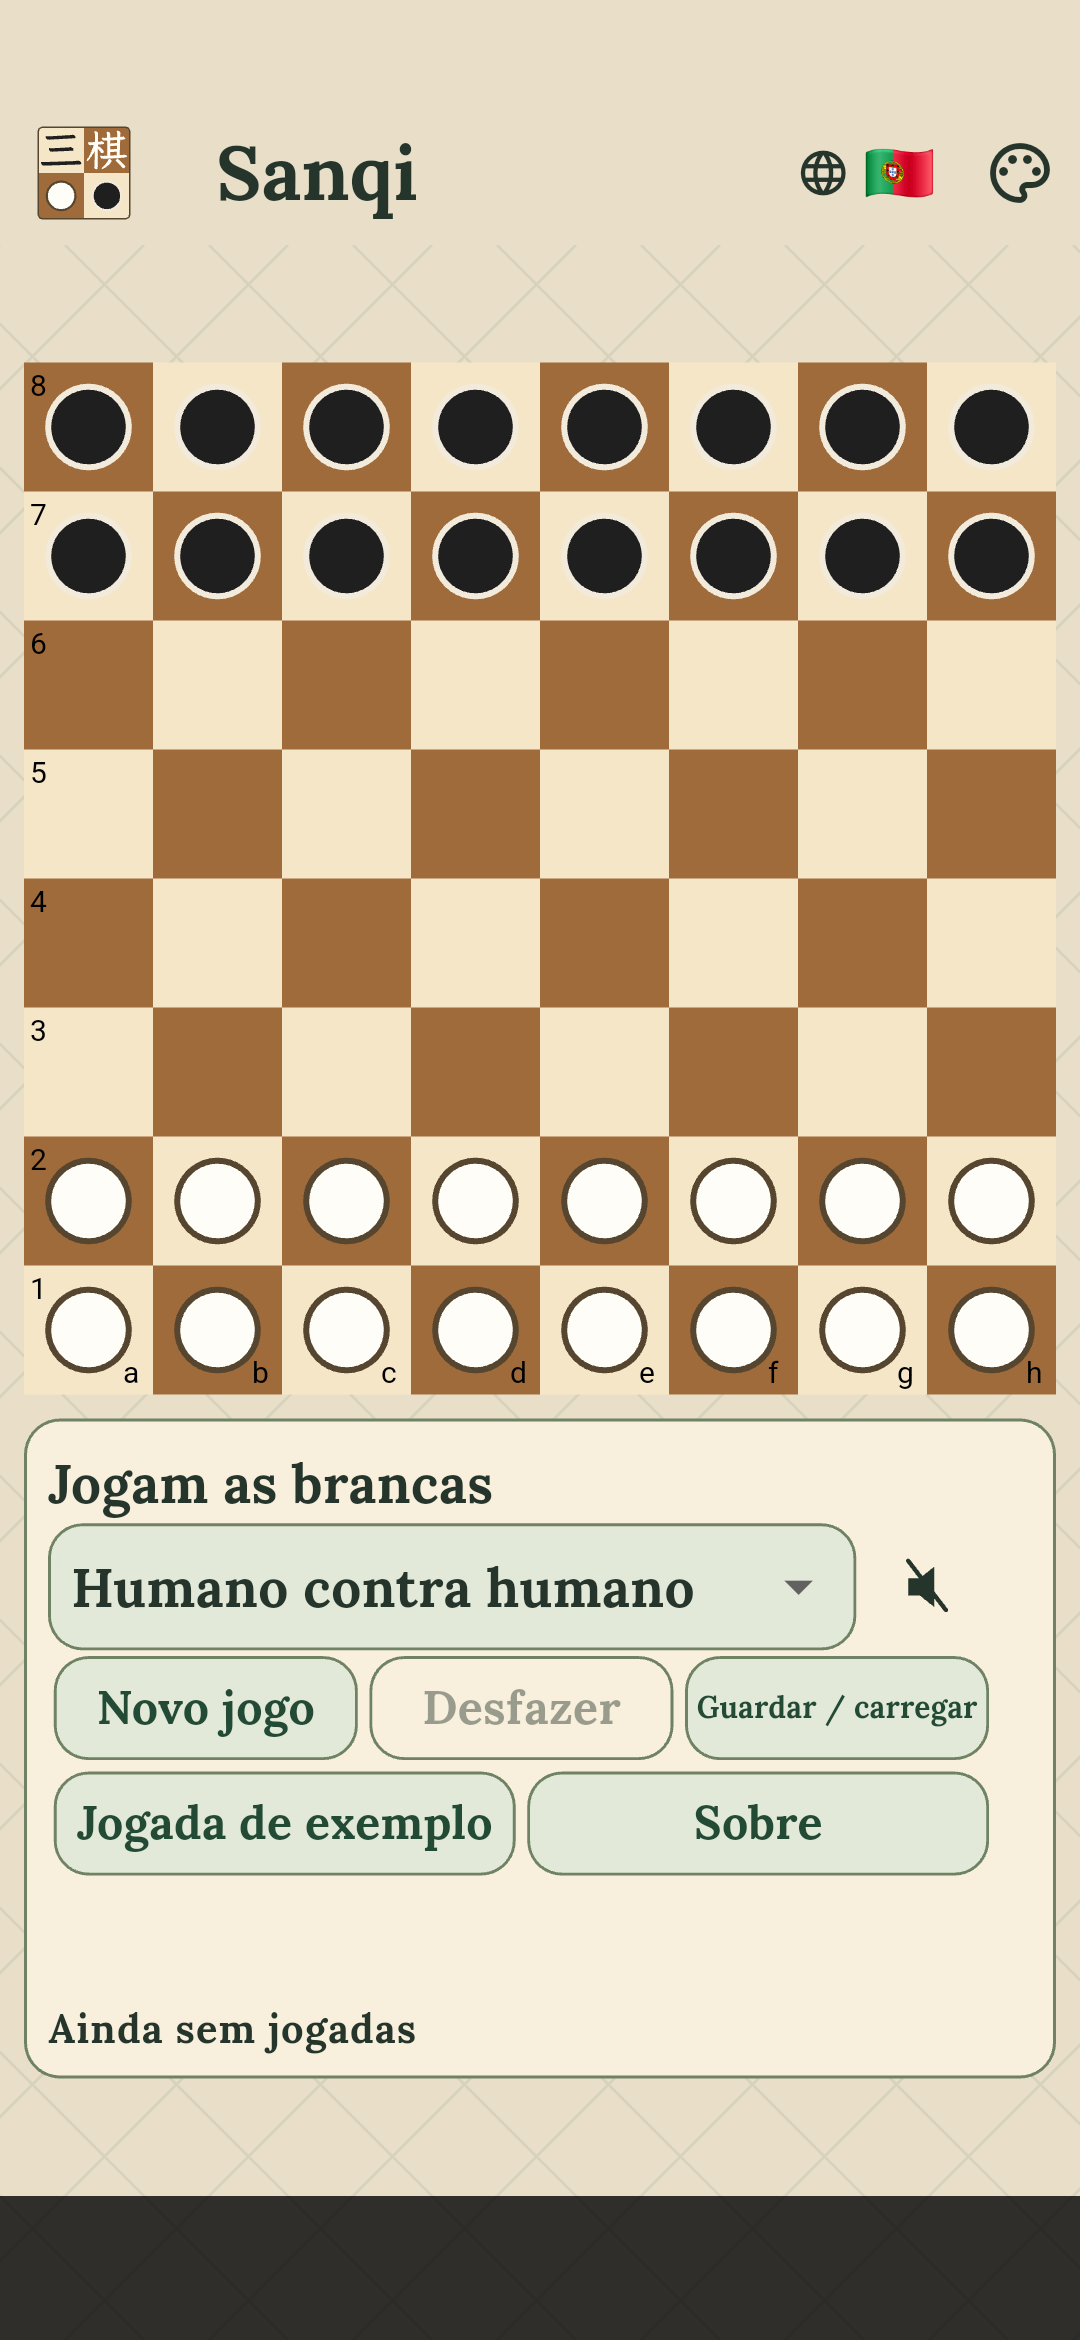 三棋
Sanqi
8
7
6
5
4
3
2
1
a b c d e f g h
Jogam as brancas
Humano contra humano
Novo jogo
Desfazer
Guardar / carregar
Jogada de exemplo
Sobre
Ainda sem jogadas